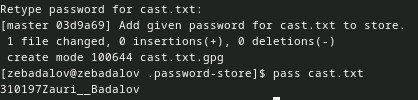 Retype password for cast.txt:
[master 03d9a69] Add given password for cast.txt to store.
 1 file changed, 0 insertions(+), 0 deletions(-)
 create mode 100644 cast.txt.gpg
[zebadalov@zebadalov .password-store]$ pass cast.txt
310197Zauri__Badalov